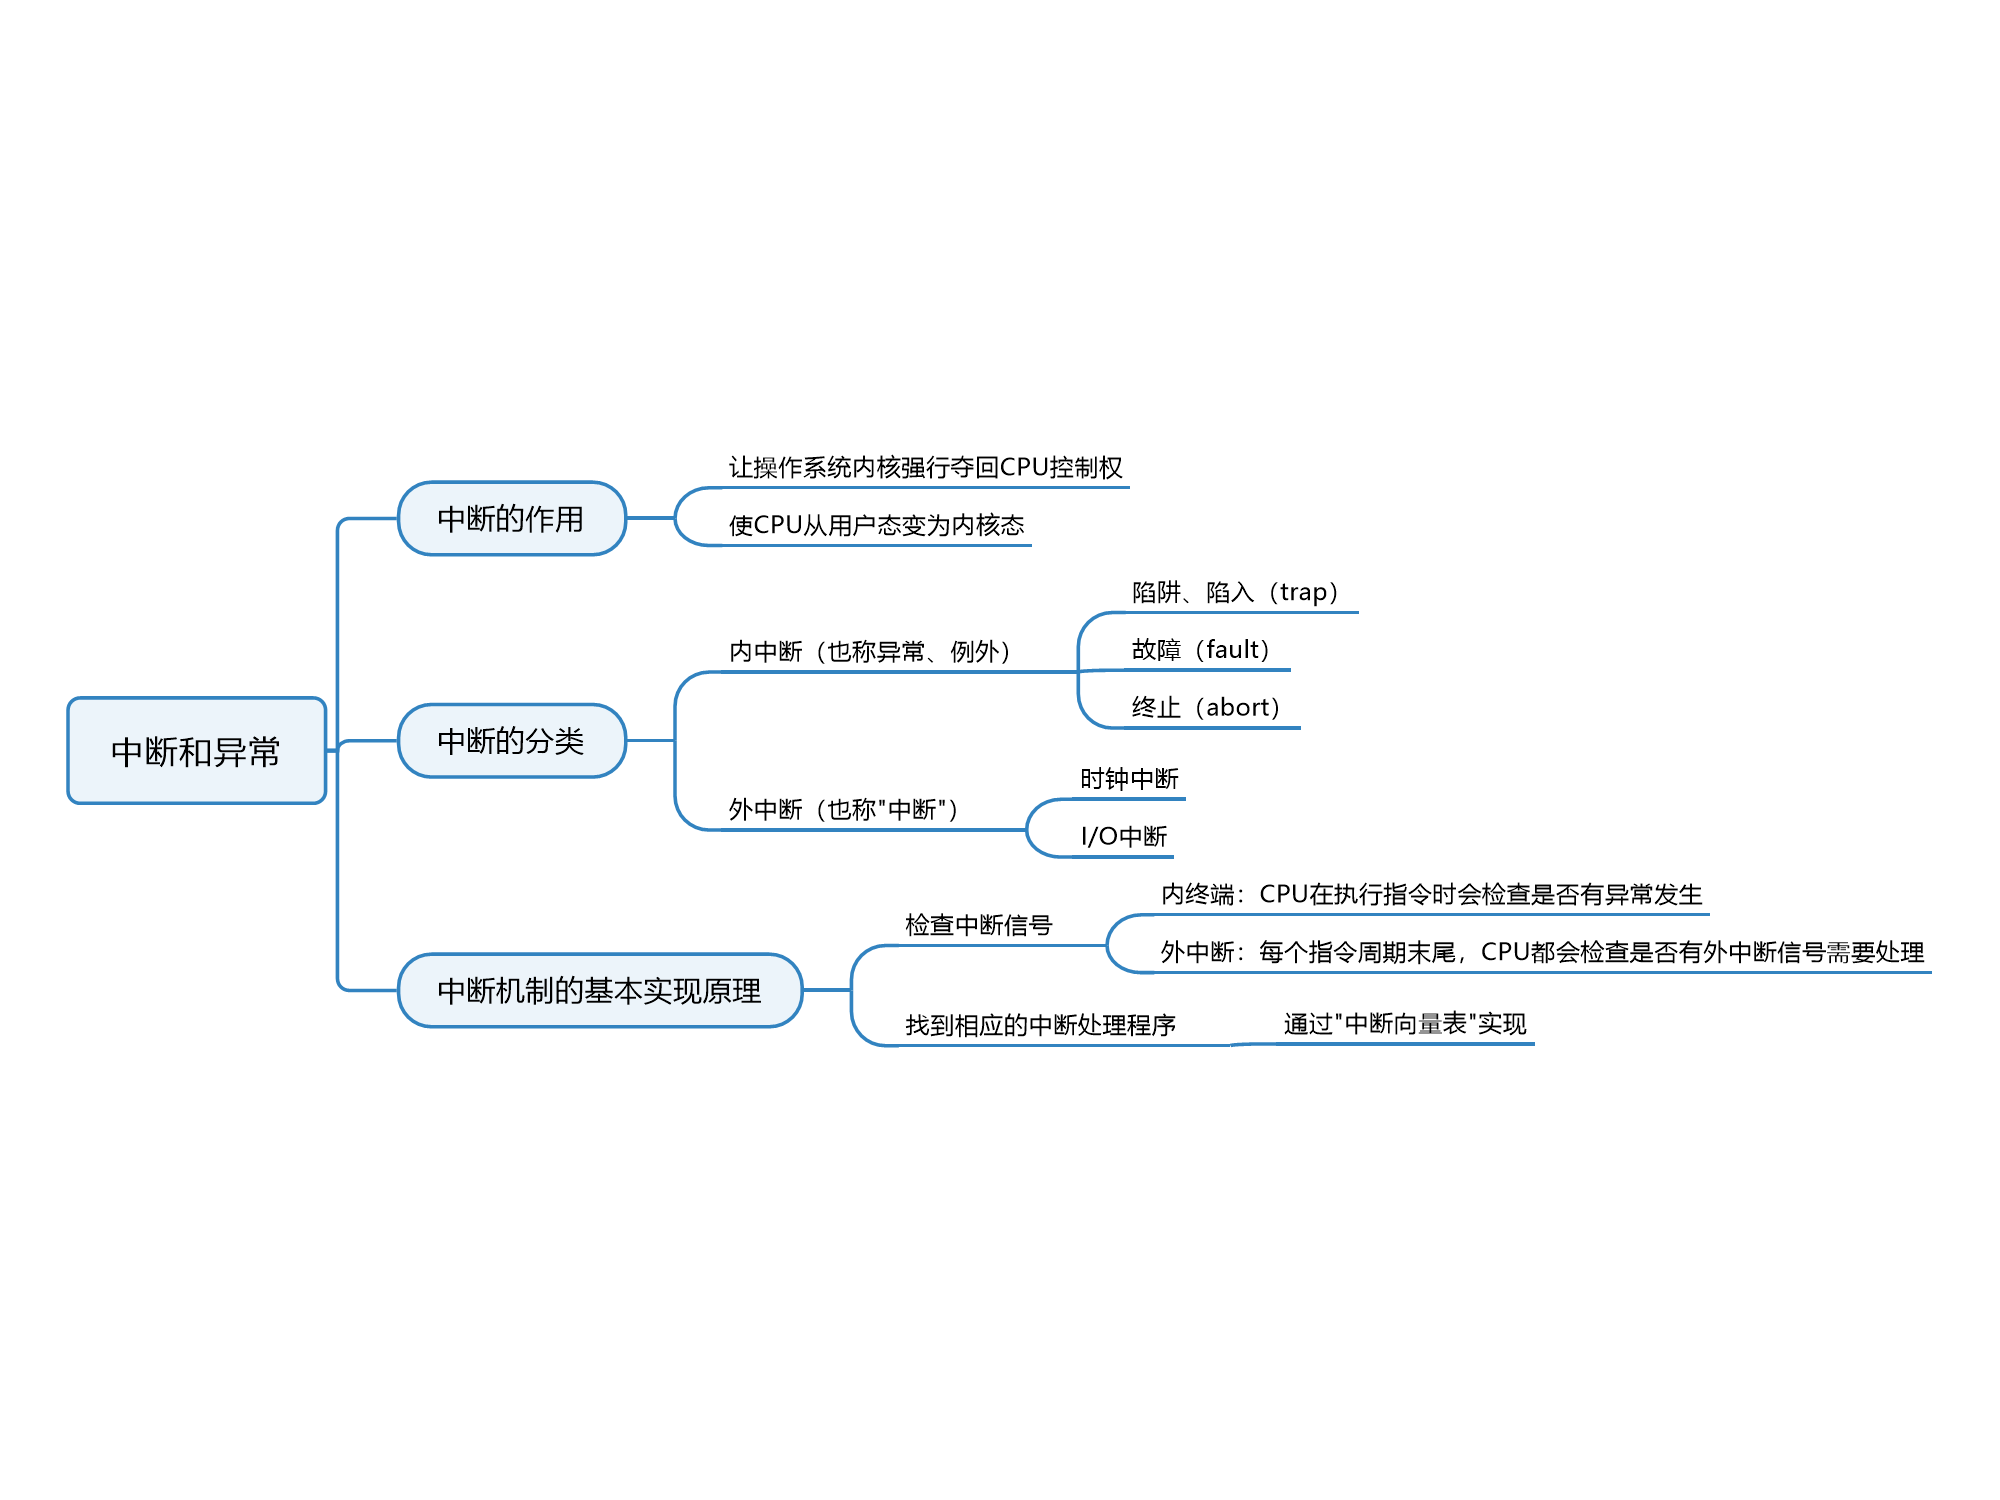 中断和异常
中断的作用
让操作系统内核强行夺回CPU控制权
使CPU从用户态变为内核态
中断的分类
内中断（也称异常、例外）
陷阱、陷入（trap）
故障（fault）
终止（abort）
外中断（也称"中断"）
时钟中断
I/O中断
中断机制的基本实现原理
检查中断信号
内终端：CPU在执行指令时会检查是否有异常发生
外中断：每个指令周期末尾，CPU都会检查是否有外中断信号需要处理
找到相应的中断处理程序
通过"中断向量表"实现